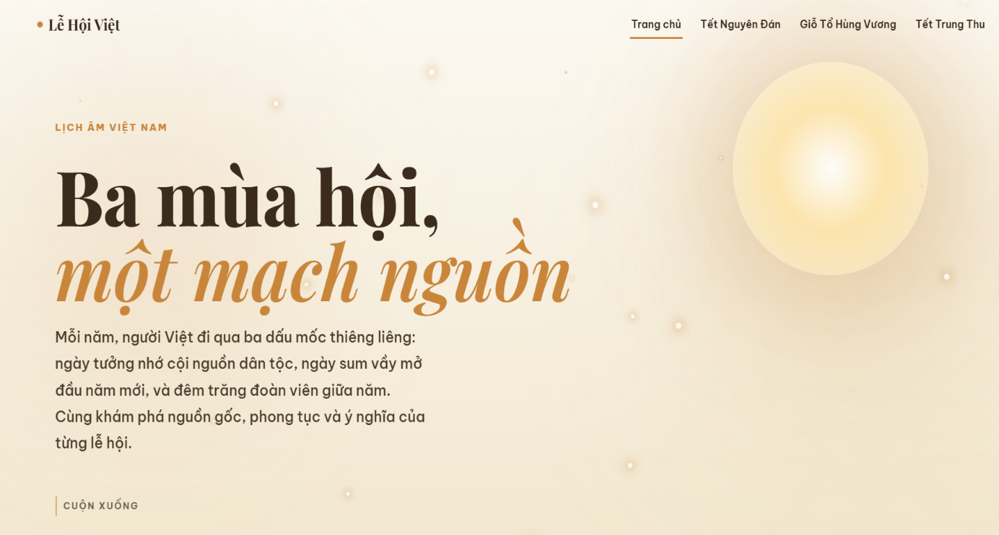 Lễ Hội Việt
Trang chủ
Tết Nguyên Đán
Giỗ Tổ Hùng Vương
Tết Trung Thu
LỊCH ÂM VIỆT NAM
Ba mùa hội,
một mạch nguồn
Mỗi năm, người Việt đi qua ba dấu mốc thiêng liêng:
ngày tưởng nhớ cội nguồn dân tộc, ngày sum vầy mở
đầu năm mới, và đêm trăng đoàn viên giữa năm.
Cùng khám phá nguồn gốc, phong tục và ý nghĩa của
từng lễ hội.
CUỘN XUỐNG